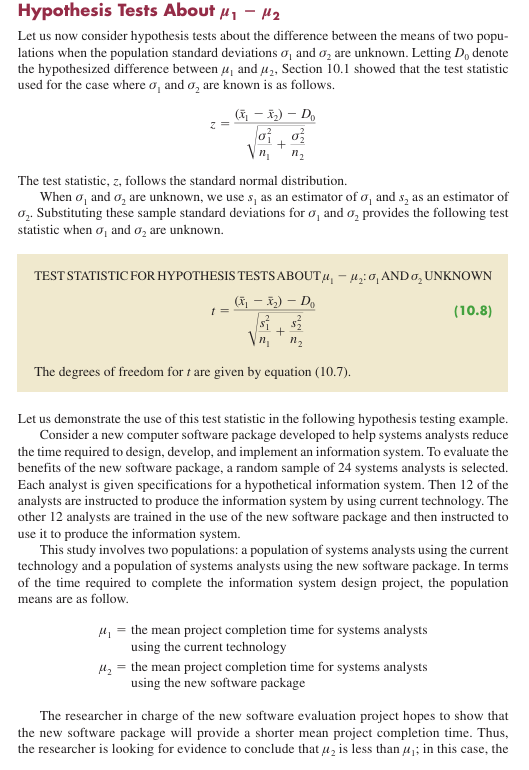 Hypothesis Tests About μ₁ − μ₂
Let us now consider hypothesis tests about the difference between the means of two popu-
lations when the population standard deviations σ₁ and σ₂ are unknown. Letting D₀ denote
the hypothesized difference between μ₁ and μ₂, Section 10.1 showed that the test statistic
used for the case where σ₁ and σ₂ are known is as follows.
z = ((x̄₁ − x̄₂) − D₀) / √(σ₁²/n₁ + σ₂²/n₂)
The test statistic, z, follows the standard normal distribution.
When σ₁ and σ₂ are unknown, we use s₁ as an estimator of σ₁ and s₂ as an estimator of
σ₂. Substituting these sample standard deviations for σ₁ and σ₂ provides the following test
statistic when σ₁ and σ₂ are unknown.
TEST STATISTIC FOR HYPOTHESIS TESTS ABOUT μ₁ − μ₂: σ₁ AND σ₂ UNKNOWN
t = ((x̄₁ − x̄₂) − D₀) / √(s₁²/n₁ + s₂²/n₂) (10.8)
The degrees of freedom for t are given by equation (10.7).
Let us demonstrate the use of this test statistic in the following hypothesis testing example.
Consider a new computer software package developed to help systems analysts reduce
the time required to design, develop, and implement an information system. To evaluate the
benefits of the new software package, a random sample of 24 systems analysts is selected.
Each analyst is given specifications for a hypothetical information system. Then 12 of the
analysts are instructed to produce the information system by using current technology. The
other 12 analysts are trained in the use of the new software package and then instructed to
use it to produce the information system.
This study involves two populations: a population of systems analysts using the current
technology and a population of systems analysts using the new software package. In terms
of the time required to complete the information system design project, the population
means are as follow.
μ₁ = the mean project completion time for systems analysts
using the current technology
μ₂ = the mean project completion time for systems analysts
using the new software package
The researcher in charge of the new software evaluation project hopes to show that
the new software package will provide a shorter mean project completion time. Thus,
the researcher is looking for evidence to conclude that μ₂ is less than μ₁; in this case, the